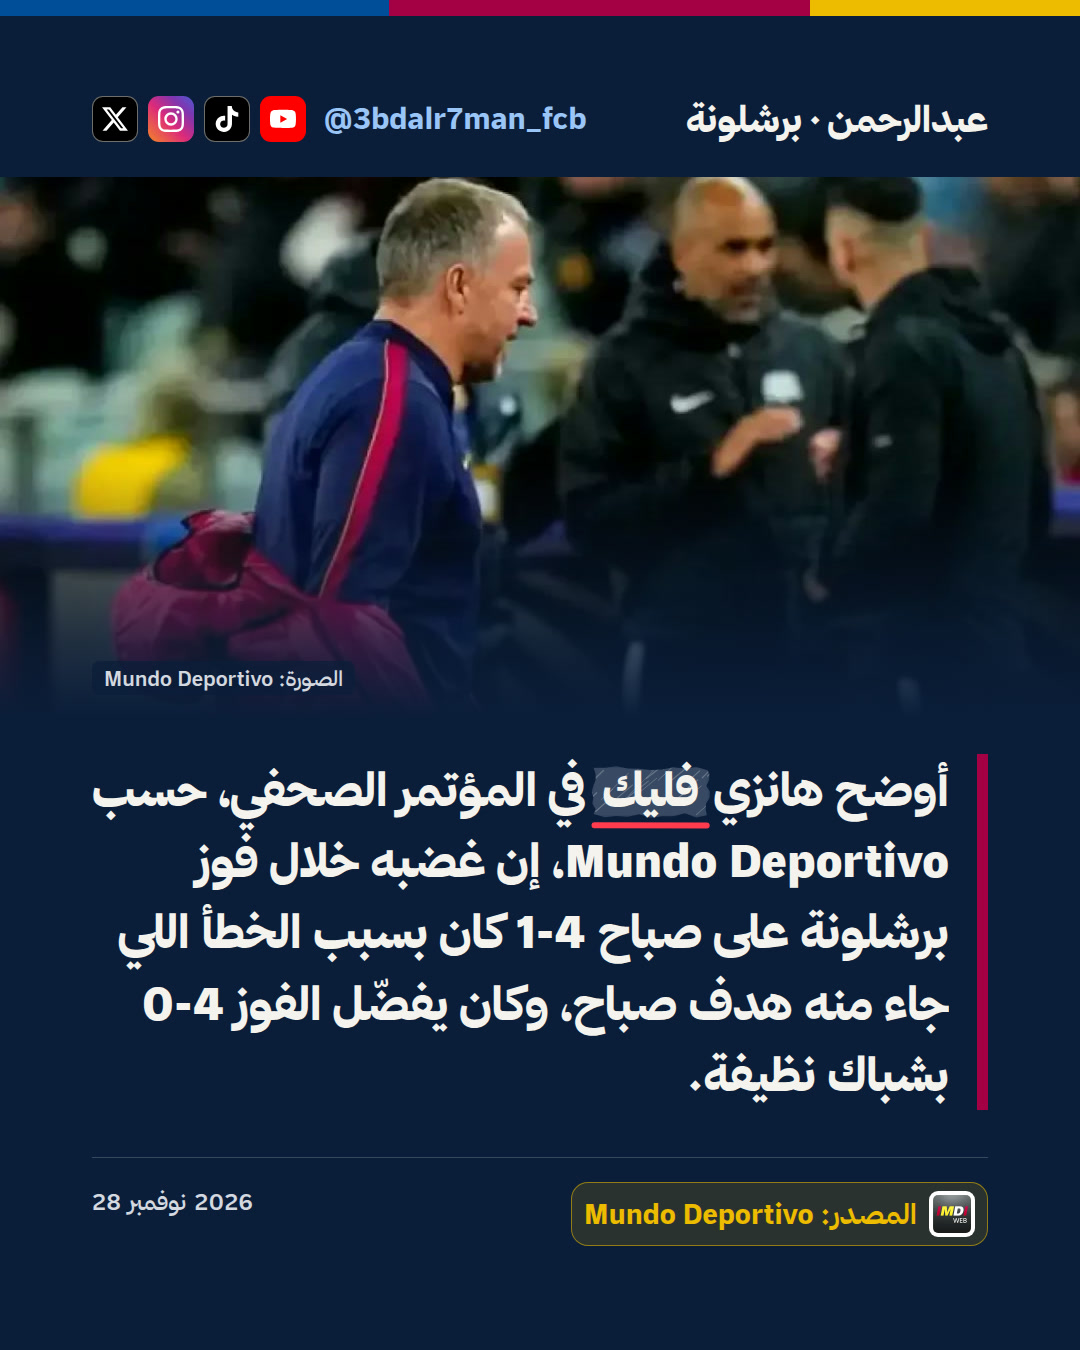 عبدالرحمن · برشلونة
@3bdalr7man_fcb
الصورة: Mundo Deportivo
أوضح هانزي فليك في المؤتمر الصحفي، حسب
Mundo Deportivo، إن غضبه خلال فوز
برشلونة على صباح 4-1 كان بسبب الخطأ اللي
جاء منه هدف صباح، وكان يفضّل الفوز 4-0
بشباك نظيفة.
المصدر: Mundo Deportivo
MD
WEB
28 نوفمبر 2026